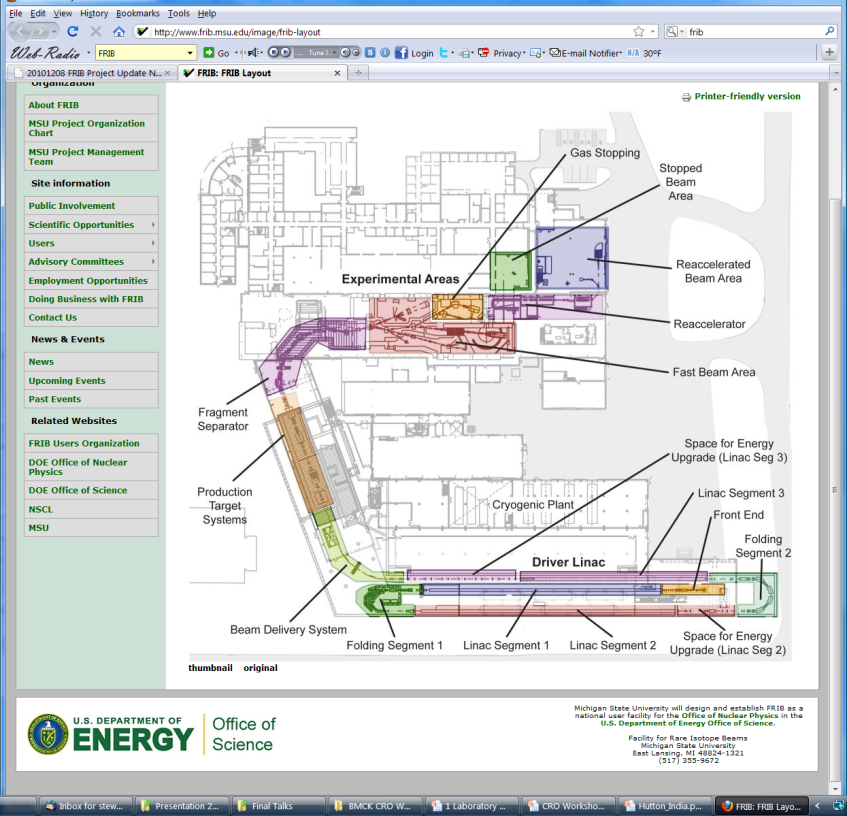 File Edit View History Bookmarks Tools Help
http://www.frib.msu.edu/image/frib-layout
frib
Web-Radio
FRIB
Go
Tune I...
Login
Privacy
E-mail Notifier
N/A
30°F
20101208 FRIB Project Update N...
FRIB: FRIB Layout
Organization
About FRIB
MSU Project Organization
Chart
MSU Project Management
Team
Site information
Public Involvement
Scientific Opportunities
Users
Advisory Committees
Employment Opportunities
Doing Business with FRIB
Contact Us
News & Events
News
Upcoming Events
Past Events
Related Websites
FRIB Users Organization
DOE Office of Nuclear
Physics
DOE Office of Science
NSCL
MSU
Printer-friendly version
Gas Stopping
Stopped
Beam
Area
Experimental Areas
Reaccelerated
Beam Area
Reaccelerator
Fast Beam Area
Fragment
Separator
Space for Energy
Upgrade (Linac Seg 3)
Production
Target
Systems
Linac Segment 3
Cryogenic Plant
Front End
Folding
Segment 2
Driver Linac
Beam Delivery System
Folding Segment 1
Linac Segment 1
Linac Segment 2
Space for Energy
Upgrade (Linac Seg 2)
thumbnail original
U.S. DEPARTMENT OF
ENERGY
Office of
Science
Michigan State University will design and establish FRIB as a
national user facility for the Office of Nuclear Physics in the
U.S. Department of Energy Office of Science.
Facility for Rare Isotope Beams
Michigan State University
East Lansing, MI 48824-1321
(517) 355-9672
Inbox for stew...
Presentation 2...
Final Talks
BMCK CRO W...
1 Laboratory ...
CRO Worksho...
Hutton_India.p...
FRIB: FRIB Layo...